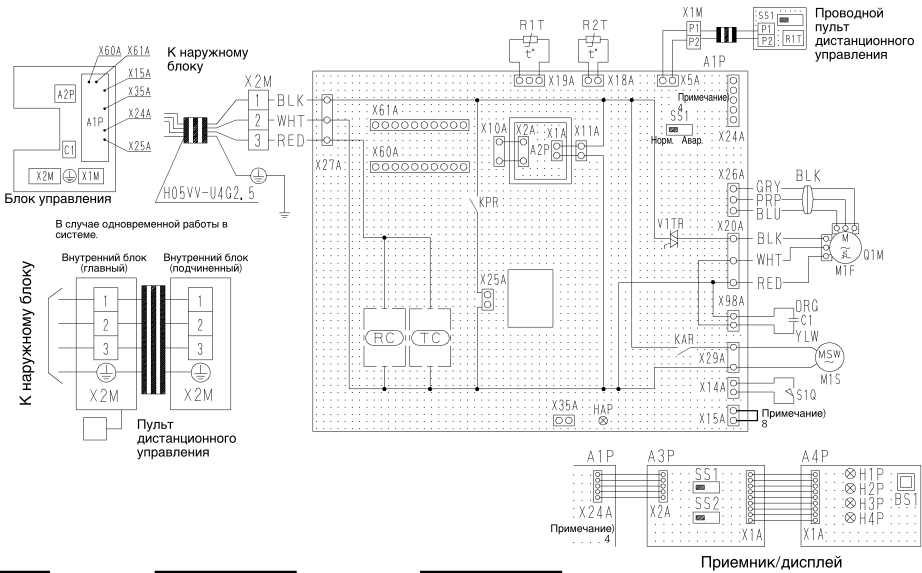 X60A X61A
К наружному
блоку
X15A
X35A
X24A
X25A
A2P
A1P
C1
X2M X1M
Блок управления
H05VV-U4G2.5
X2M
1 BLK
2 WHT
3 RED
X27A
В случае одновременной работы в
системе.
К наружному блоку
Внутренний блок
(главный)
Внутренний блок
(подчиненный)
1
2
3
X2M
1
2
3
X2M
Пульт
дистанционного
управления
R1T
t°
R2T
t°
X1M
P1
P2
SS1
P1
P2
R1T
Проводной
пульт
дистанционного
управления
X19A
X18A
X5A
A1P
Примечание)
4
SS1
Норм. Авар.
X24A
X61A
X60A
X10A
X2A
A2P
X1A
X11A
KPR
V1TR
X25A
RC
TC
X35A
HAP
KAR
X26A
GRY
PRP
BLU
BLK
X20A
BLK
WHT
RED
M
Q1M
M1F
X98A
C1
YLW
X29A
MSW
M1S
X14A
S1Q
X15A
Примечание)
8
A1P
X24A
Примечание)
4
A3P
SS1
SS2
X2A
X1A
A4P
H1P
H2P
H3P
H4P
BS1
X1A
Приемник/дисплей